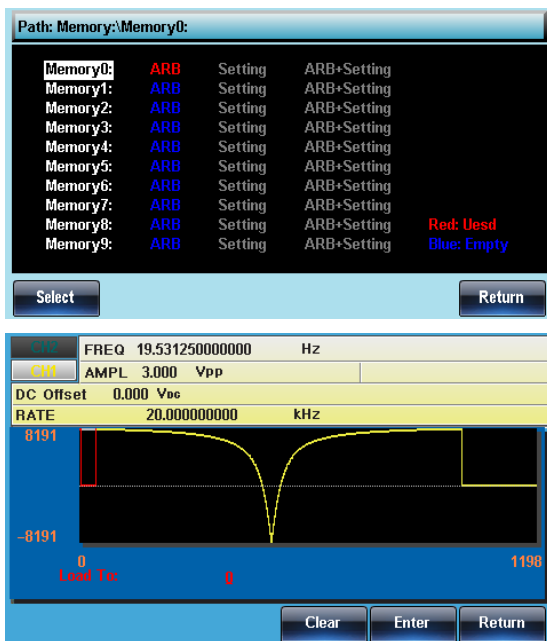 Path: Memory:\Memory0:
Memory0: ARB Setting ARB+Setting
Memory1: ARB Setting ARB+Setting
Memory2: ARB Setting ARB+Setting
Memory3: ARB Setting ARB+Setting
Memory4: ARB Setting ARB+Setting
Memory5: ARB Setting ARB+Setting
Memory6: ARB Setting ARB+Setting
Memory7: ARB Setting ARB+Setting
Memory8: ARB Setting ARB+Setting Red: Uesd
Memory9: ARB Setting ARB+Setting Blue: Empty
Select Return
CH2 FREQ 19.531250000000 Hz
CH1 AMPL 3.000 Vpp
DC Offset 0.000 VDC
RATE 20.000000000 kHz
8191
-8191
0 1198
Load To: 0
Clear Enter Return